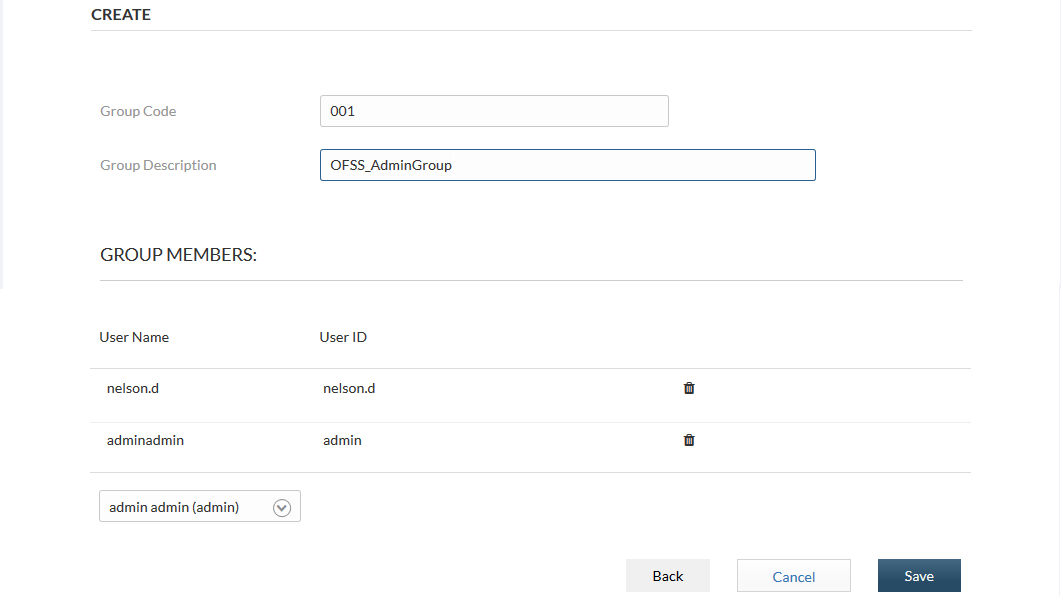 CREATE
Group Code 001
Group Description OFSS_AdminGroup
GROUP MEMBERS:
User Name User ID
nelson.d nelson.d
adminadmin admin
admin admin (admin)
Back Cancel Save